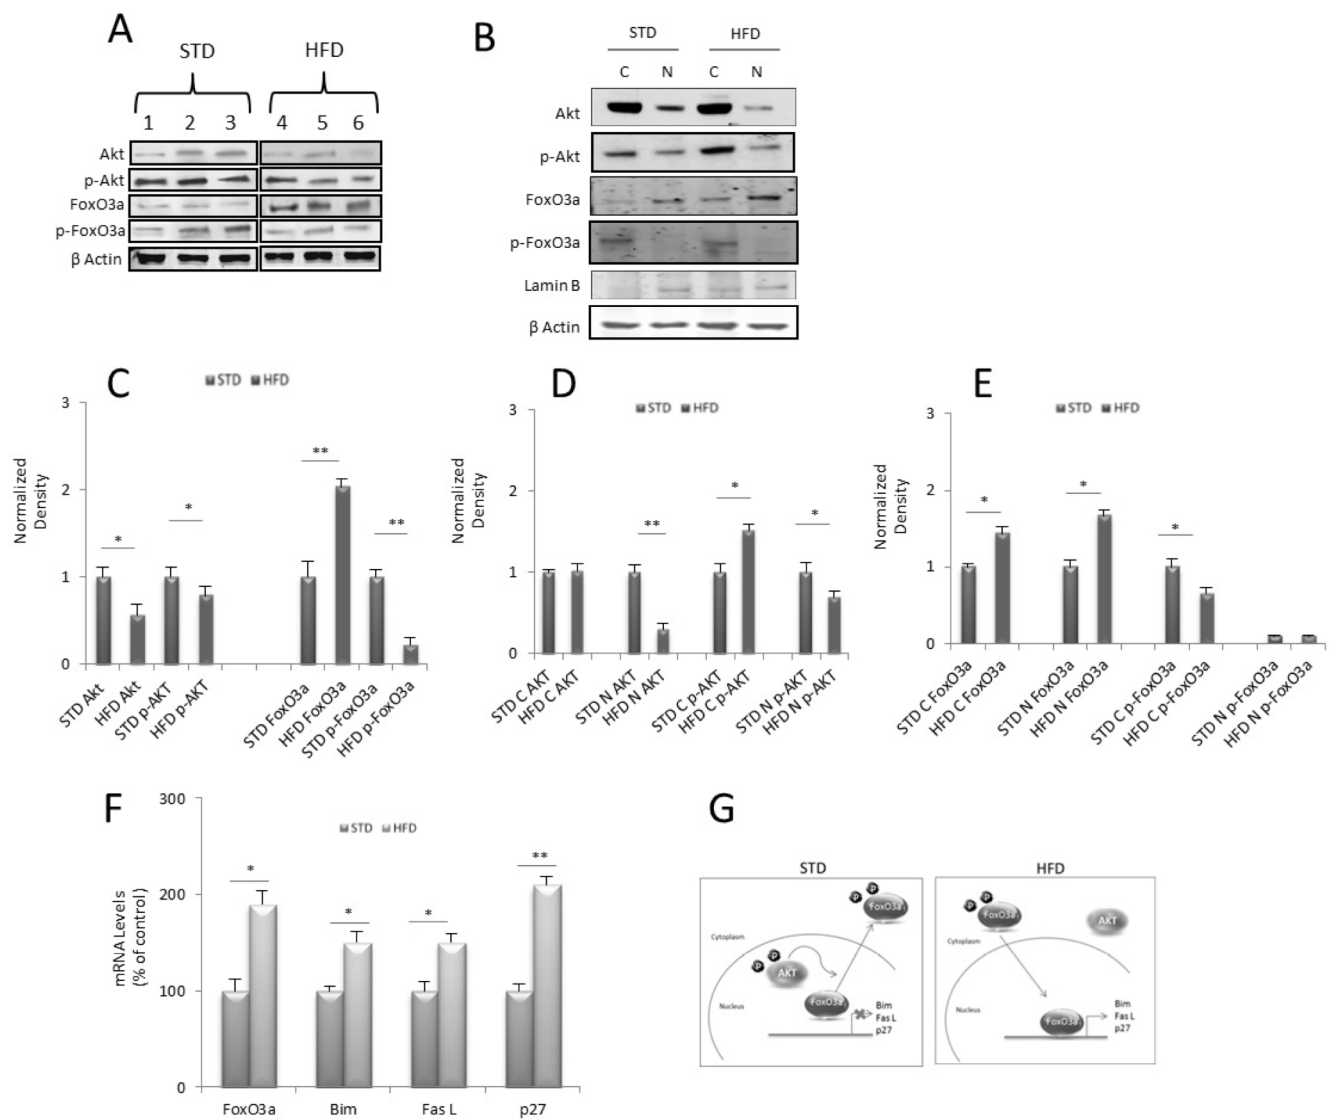 A
STD HFD
1 2 3 4 5 6
Akt
p-Akt
FoxO3a
p-FoxO3a
β Actin
B
STD HFD
C N C N
Akt
p-Akt
FoxO3a
p-FoxO3a
Lamin B
β Actin
C
STD HFD
Normalized
Density
3
2
1
0
* * ** **
STD Akt
HFD Akt
STD p-AKT
HFD p-AKT
STD FoxO3a
HFD FoxO3a
STD p-FoxO3a
HFD p-FoxO3a
D
STD HFD
Normalized
Density
3
2
1
0
** * *
STD C AKT
HFD C AKT
STD N AKT
HFD N AKT
STD C p-AKT
HFD C p-AKT
STD N p-AKT
HFD N p-AKT
E
STD HFD
Normalized
Density
3
2
1
0
* * *
STD C FoxO3a
HFD C FoxO3a
STD N FoxO3a
HFD N FoxO3a
STD C p-FoxO3a
HFD C p-FoxO3a
STD N p-FoxO3a
HFD N p-FoxO3a
F
STD HFD
mRNA Levels
(% of control)
300
200
100
0
* * * **
FoxO3a Bim Fas L p27
G
STD
P P
FoxO3a
Cytoplasm
P P
AKT
FoxO3a
Nucleus
Bim
Fas L
p27
HFD
P P
FoxO3a
AKT
Cytoplasm
Nucleus
FoxO3a
Bim
Fas L
p27